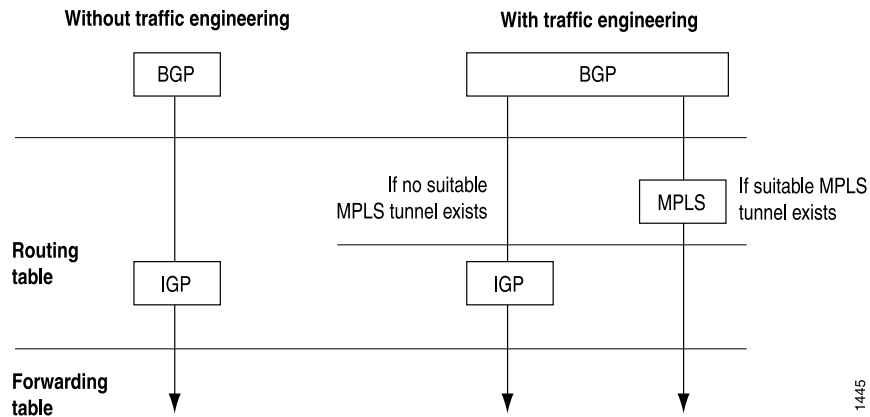 Without traffic engineering
With traffic engineering
BGP
BGP
If no suitable
MPLS tunnel exists
MPLS
If suitable MPLS
tunnel exists
Routing
table
IGP
IGP
Forwarding
table
1445